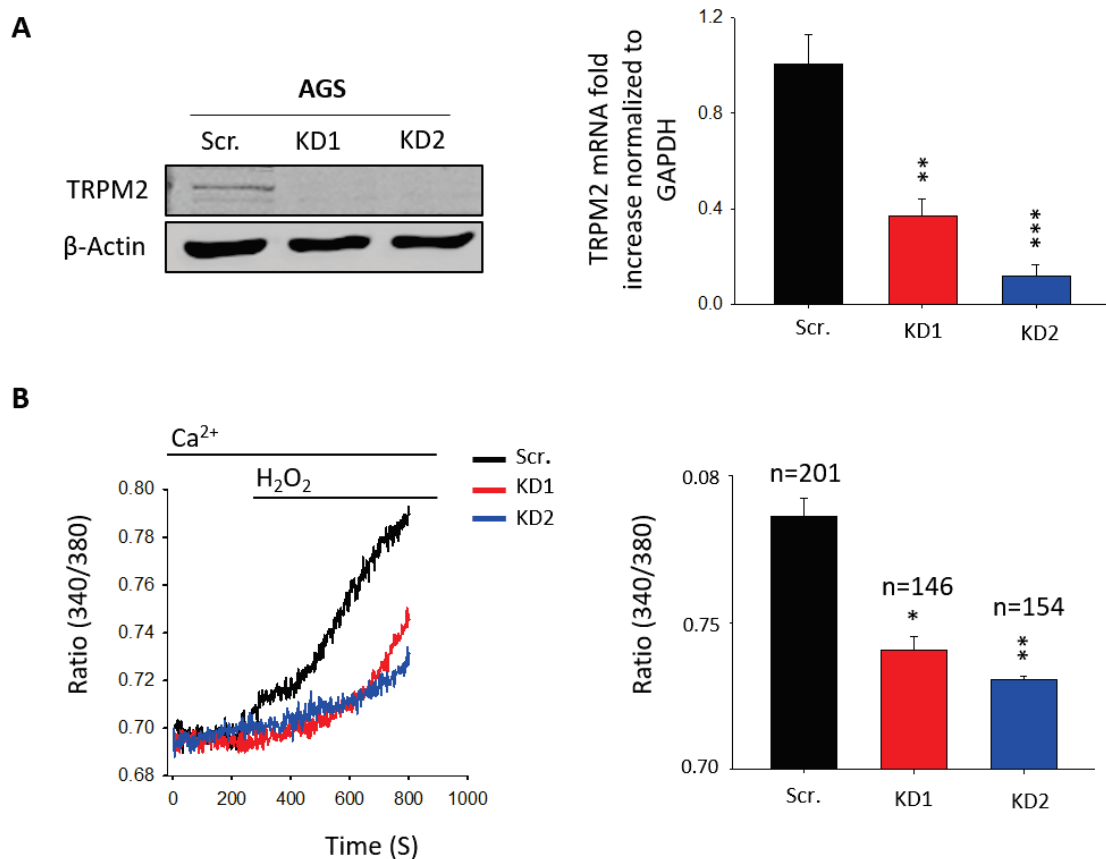 A
AGS
Scr. KD1 KD2
TRPM2
β-Actin
TRPM2 mRNA fold
increase normalized to
GAPDH
1.2
0.8
0.4
0.0
**
***
Scr. KD1 KD2
B
Ca²⁺
H₂O₂
Scr.
KD1
KD2
Ratio (340/380)
0.80
0.78
0.76
0.74
0.72
0.70
0.68
0 200 400 600 800 1000
Time (S)
Ratio (340/380)
0.08
0.75
0.70
n=201
n=146
*
n=154
**
Scr. KD1 KD2